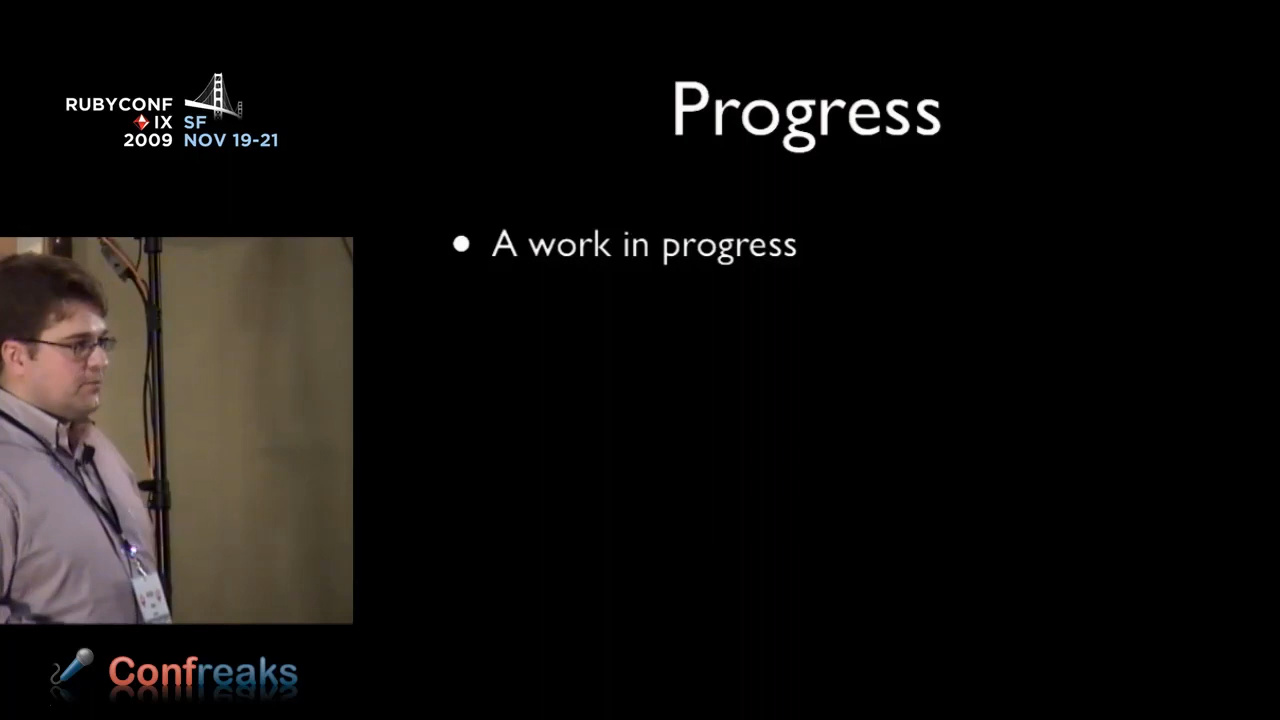 RUBYCONF
IX SF
2009 NOV 19-21
Progress
A work in progress
Confreaks